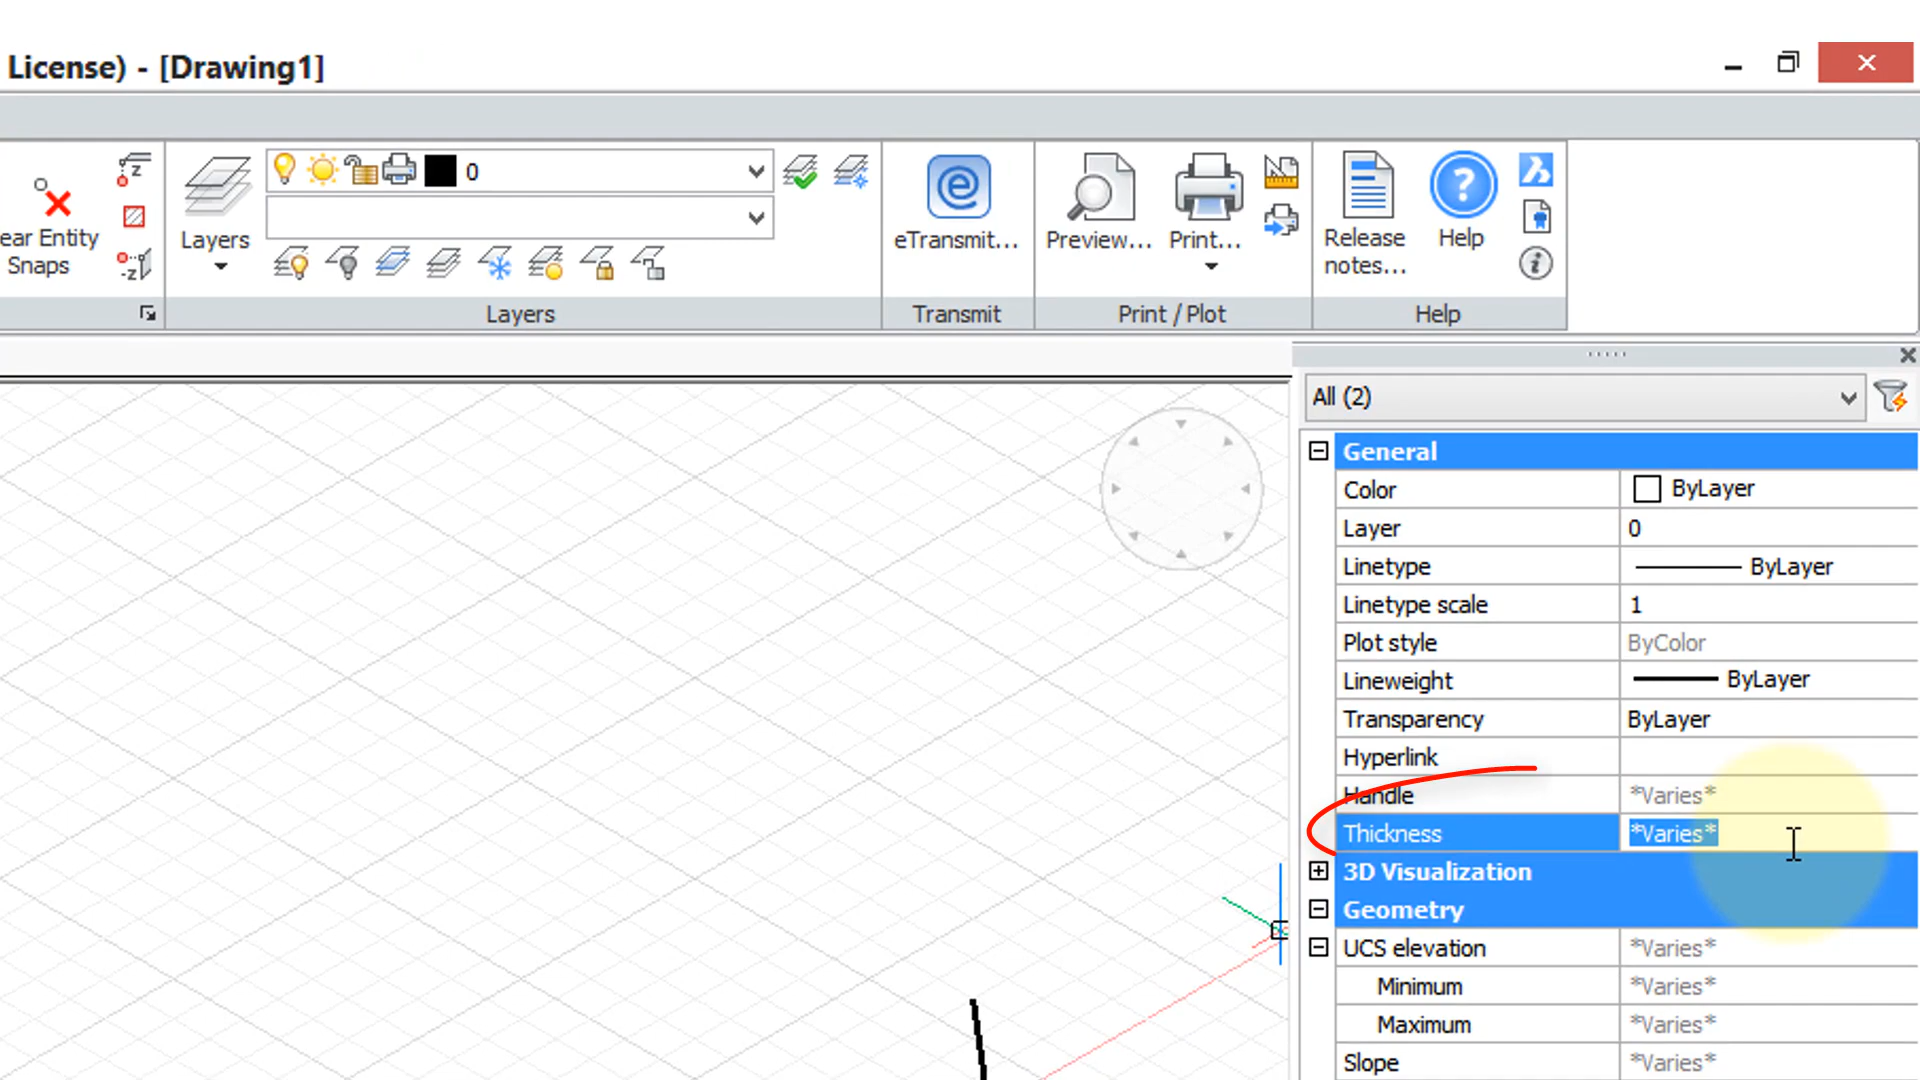 License) - [Drawing1]
0
ear Entity
Snaps
Layers
eTransmit...
Preview...
Print...
Release
notes...
Help
Layers
Transmit
Print / Plot
Help
All (2)
General
Color ByLayer
Layer 0
Linetype ByLayer
Linetype scale 1
Plot style ByColor
Lineweight ByLayer
Transparency ByLayer
Hyperlink
Handle *Varies*
Thickness *Varies*
3D Visualization
Geometry
UCS elevation *Varies*
Minimum *Varies*
Maximum *Varies*
Slope *Varies*